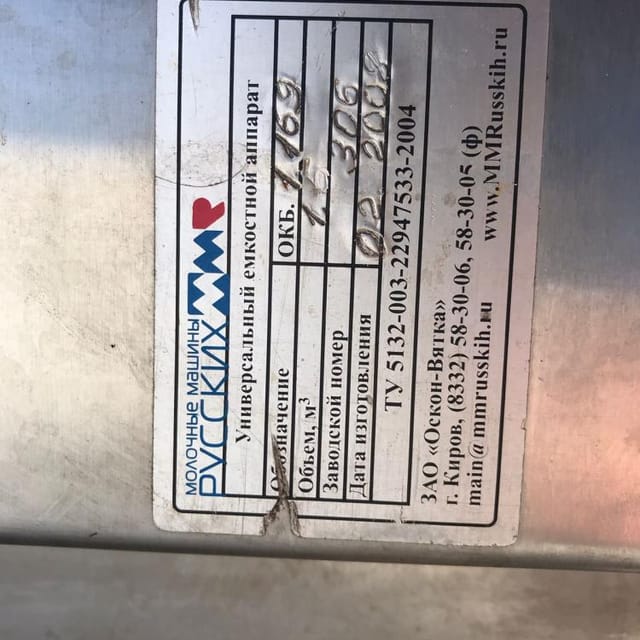 МОЛОЧНЫЕ МАШИНЫ
РУССКИХ ММР
Универсальный емкостной аппарат
Обозначение ОКБ. 1169
Объем, м³ 1.5
Заводской номер 306
Дата изготовления 02 2008
ТУ 5132-003-22947533-2004
ЗАО «Оскон-Вятка»
г. Киров, (8332) 58-30-06, 58-30-05 (ф)
main@mmrusskih.ru www.MMRusskih.ru